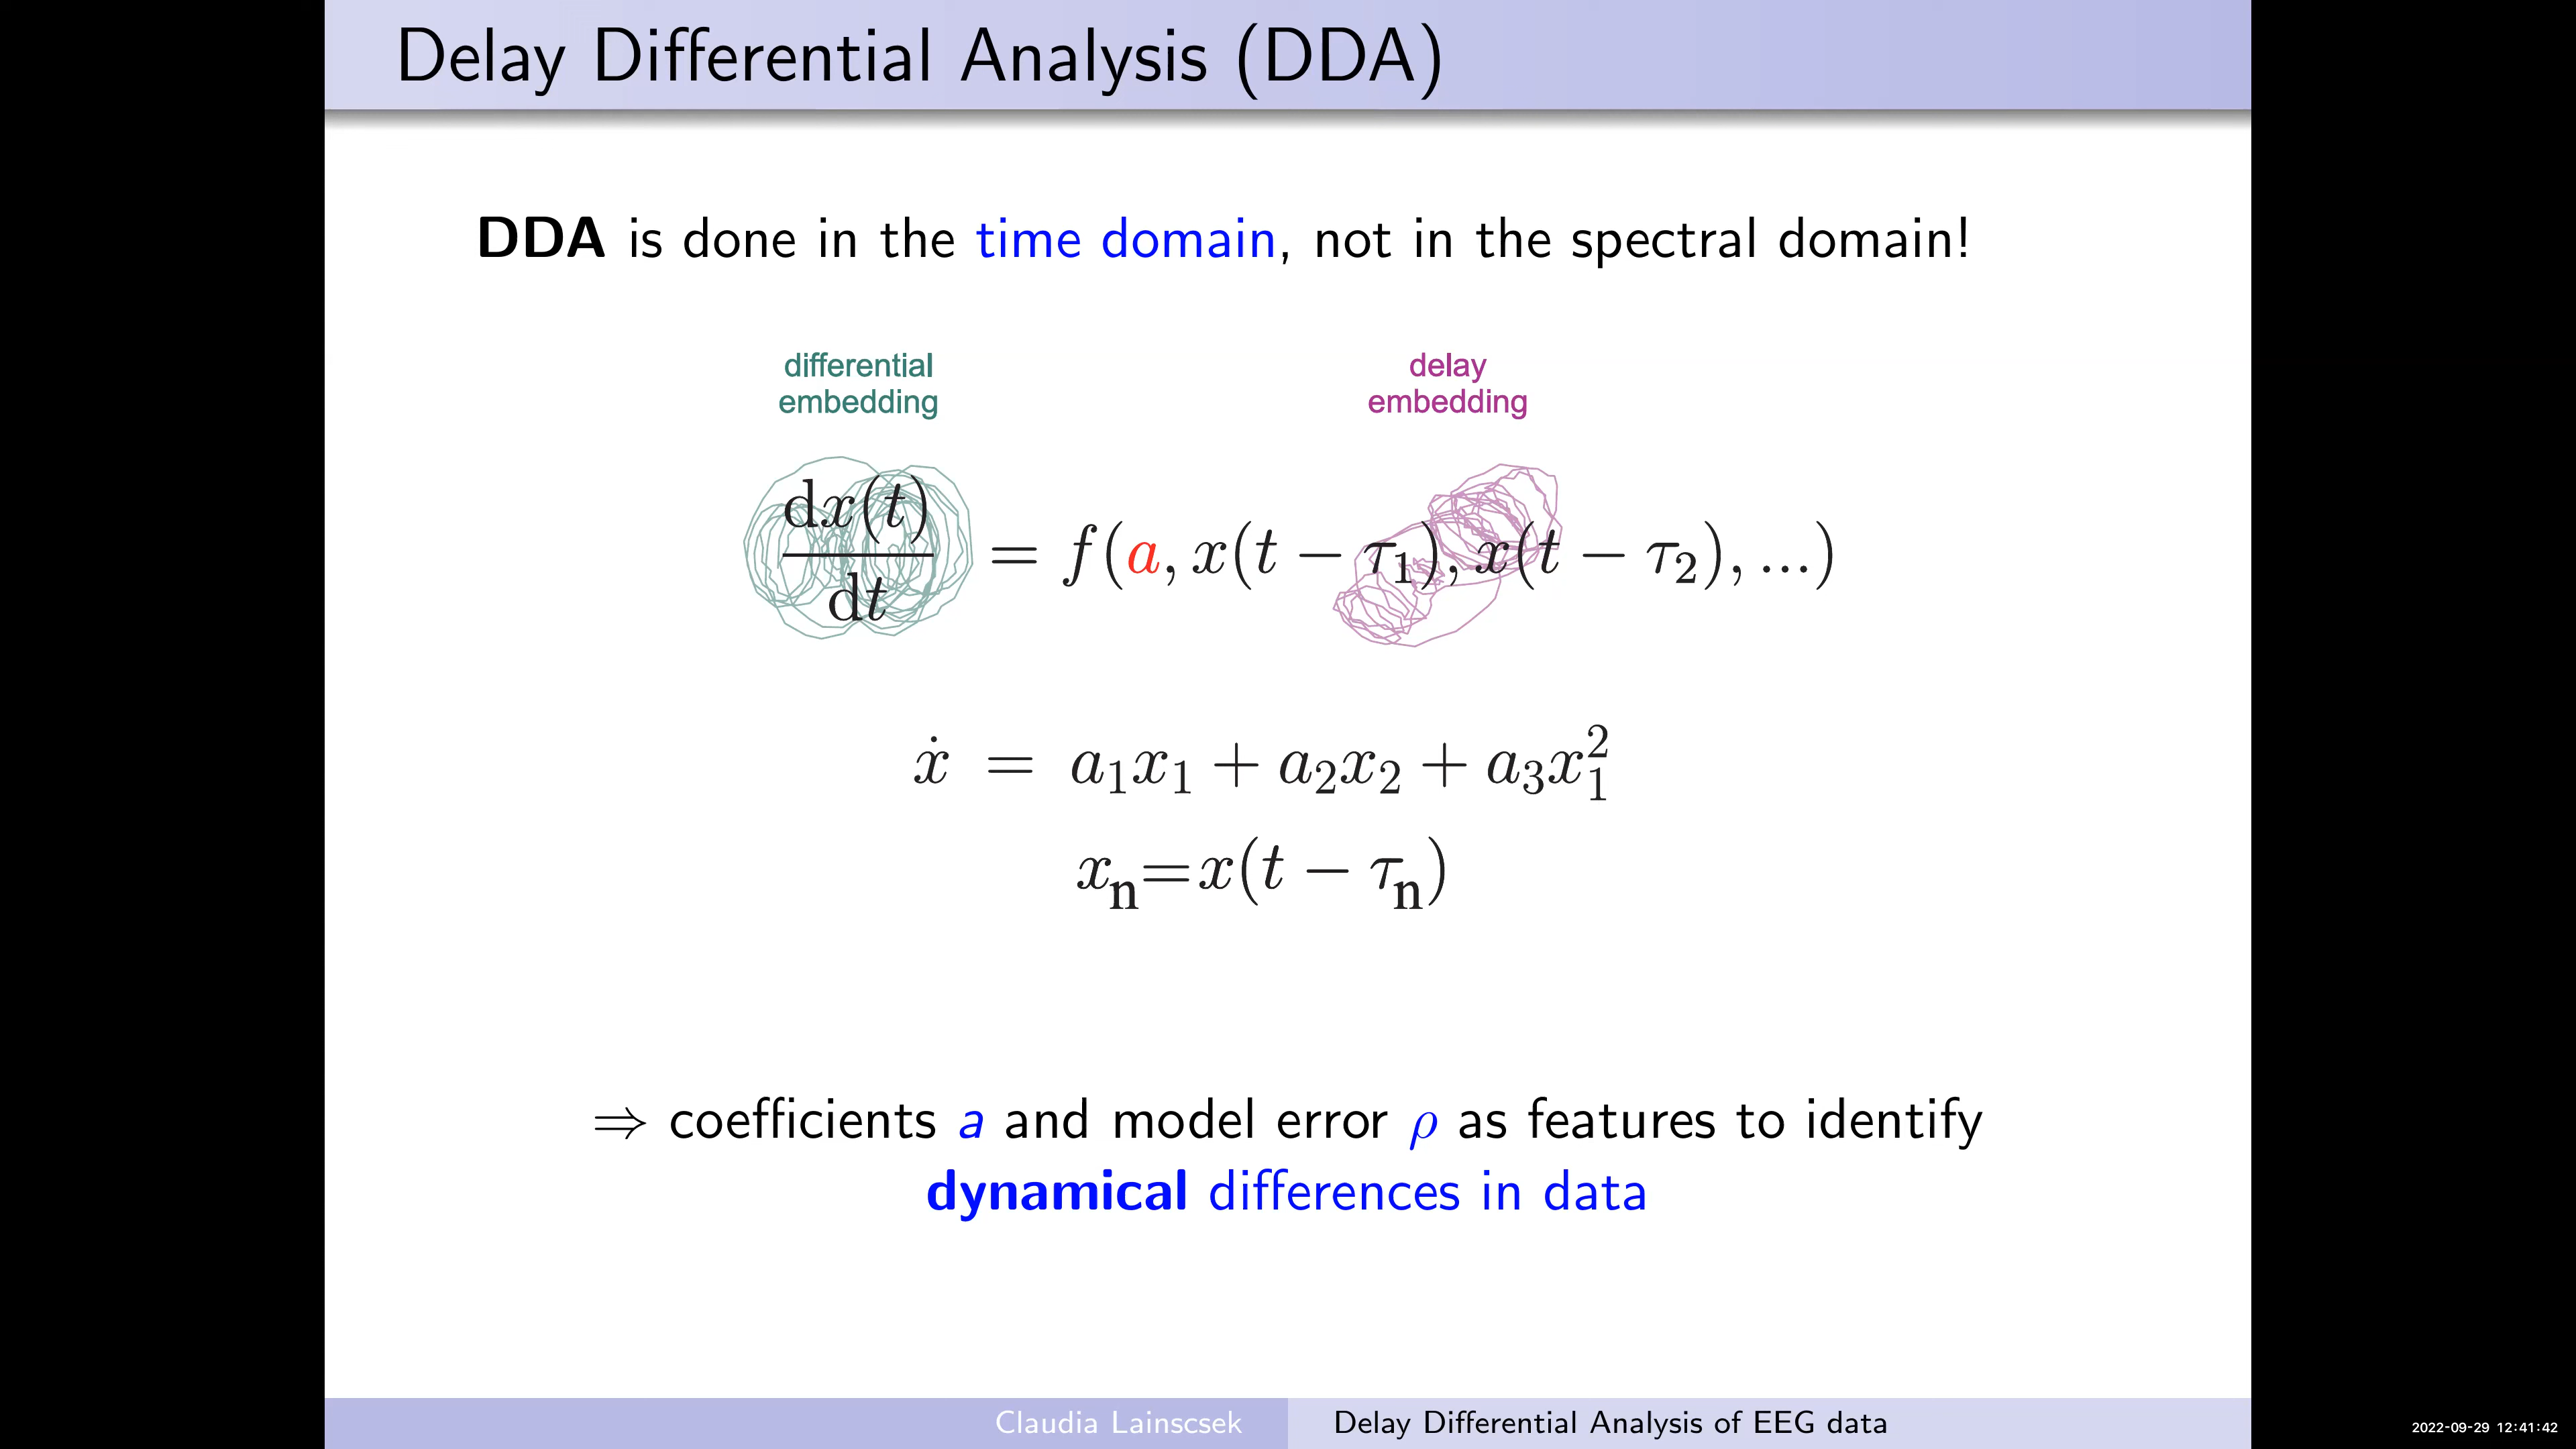 Delay Differential Analysis (DDA)
DDA is done in the time domain, not in the spectral domain!
differential
embedding
delay
embedding
dx(t)/dt = f(a, x(t − τ₁), x(t − τ₂), ...)
ẋ = a₁x₁ + a₂x₂ + a₃x₁²
xₙ=x(t − τₙ)
⇒ coefficients a and model error ρ as features to identify
dynamical differences in data
Claudia Lainscsek
Delay Differential Analysis of EEG data
2022-09-29 12:41:42